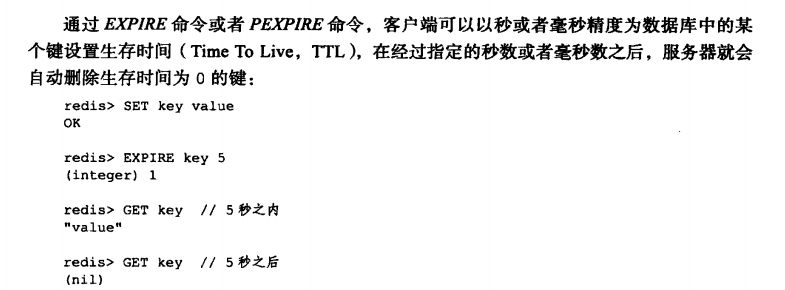 通过 EXPIRE 命令或者 PEXPIRE 命令，客户端可以以秒或者毫秒精度为数据库中的某
个键设置生存时间（Time To Live，TTL），在经过指定的秒数或者毫秒数之后，服务器就会
自动删除生存时间为 0 的键：
redis> SET key value
OK
redis> EXPIRE key 5
(integer) 1
redis> GET key  // 5 秒之内
"value"
redis> GET key  // 5 秒之后
(nil)